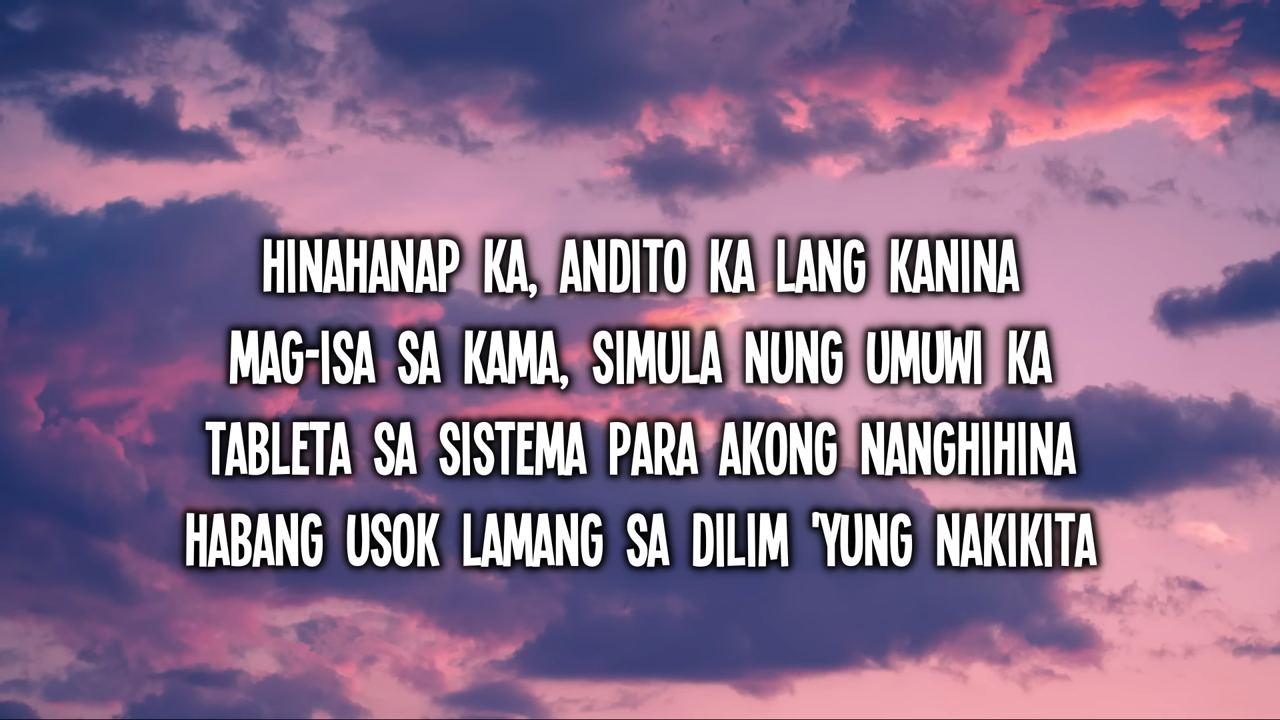 HINAHANAP KA, ANDITO KA LANG KANINA
MAG-ISA SA KAMA, SIMULA NUNG UMUWI KA
TABLETA SA SISTEMA PARA AKONG NANGHIHINA
HABANG USOK LAMANG SA DILIM 'YUNG NAKIKITA